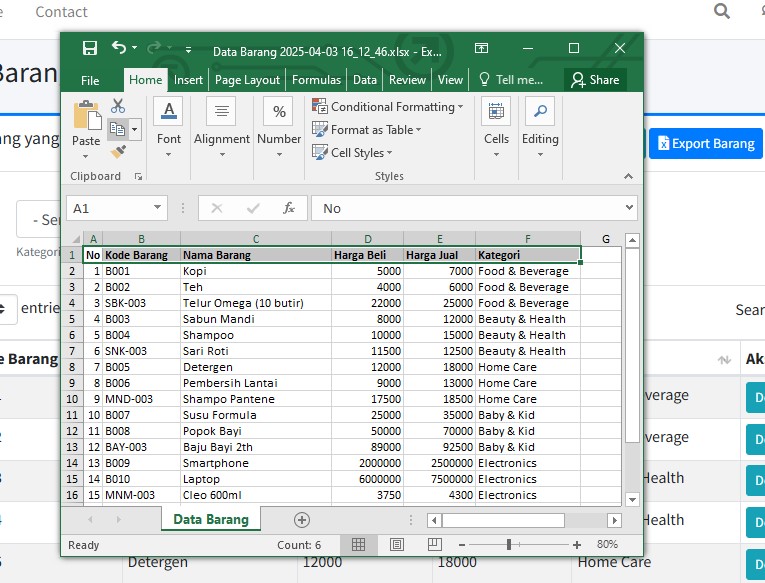 Contact
Data Barang 2025-04-03 16_12_46.xlsx - Ex...
File Home Insert Page Layout Formulas Data Review View Tell me... Share
Paste
Clipboard
Font
Alignment
%
Number
Conditional Formatting
Format as Table
Cell Styles
Styles
Cells
Editing
Export Barang
A1 fx No
entrie
A B C D E F G
1 No Kode Barang Nama Barang Harga Beli Harga Jual Kategori
2 1 B001 Kopi 5000 7000 Food & Beverage
3 2 B002 Teh 4000 6000 Food & Beverage
4 3 SBK-003 Telur Omega (10 butir) 22000 25000 Food & Beverage
5 4 B003 Sabun Mandi 8000 12000 Beauty & Health
6 5 B004 Shampoo 10000 15000 Beauty & Health
7 6 SNK-003 Sari Roti 11500 12500 Beauty & Health
8 7 B005 Detergen 12000 18000 Home Care
9 8 B006 Pembersih Lantai 9000 13000 Home Care
10 9 MND-003 Shampo Pantene 17500 18500 Home Care
11 10 B007 Susu Formula 25000 35000 Baby & Kid
12 11 B008 Popok Bayi 50000 70000 Baby & Kid
13 12 BAY-003 Baju Bayi 2th 89000 92500 Baby & Kid
14 13 B009 Smartphone 2000000 2500000 Electronics
15 14 B010 Laptop 6000000 7500000 Electronics
16 15 MNM-003 Cleo 600ml 3750 4300 Electronics
Data Barang
Ready Count: 6 80%
Baran
ng yang
- Se
Kategori
Sear
e Barang Ak
verage
verage
Health
Health
Detergen 12000 18000 Home Care